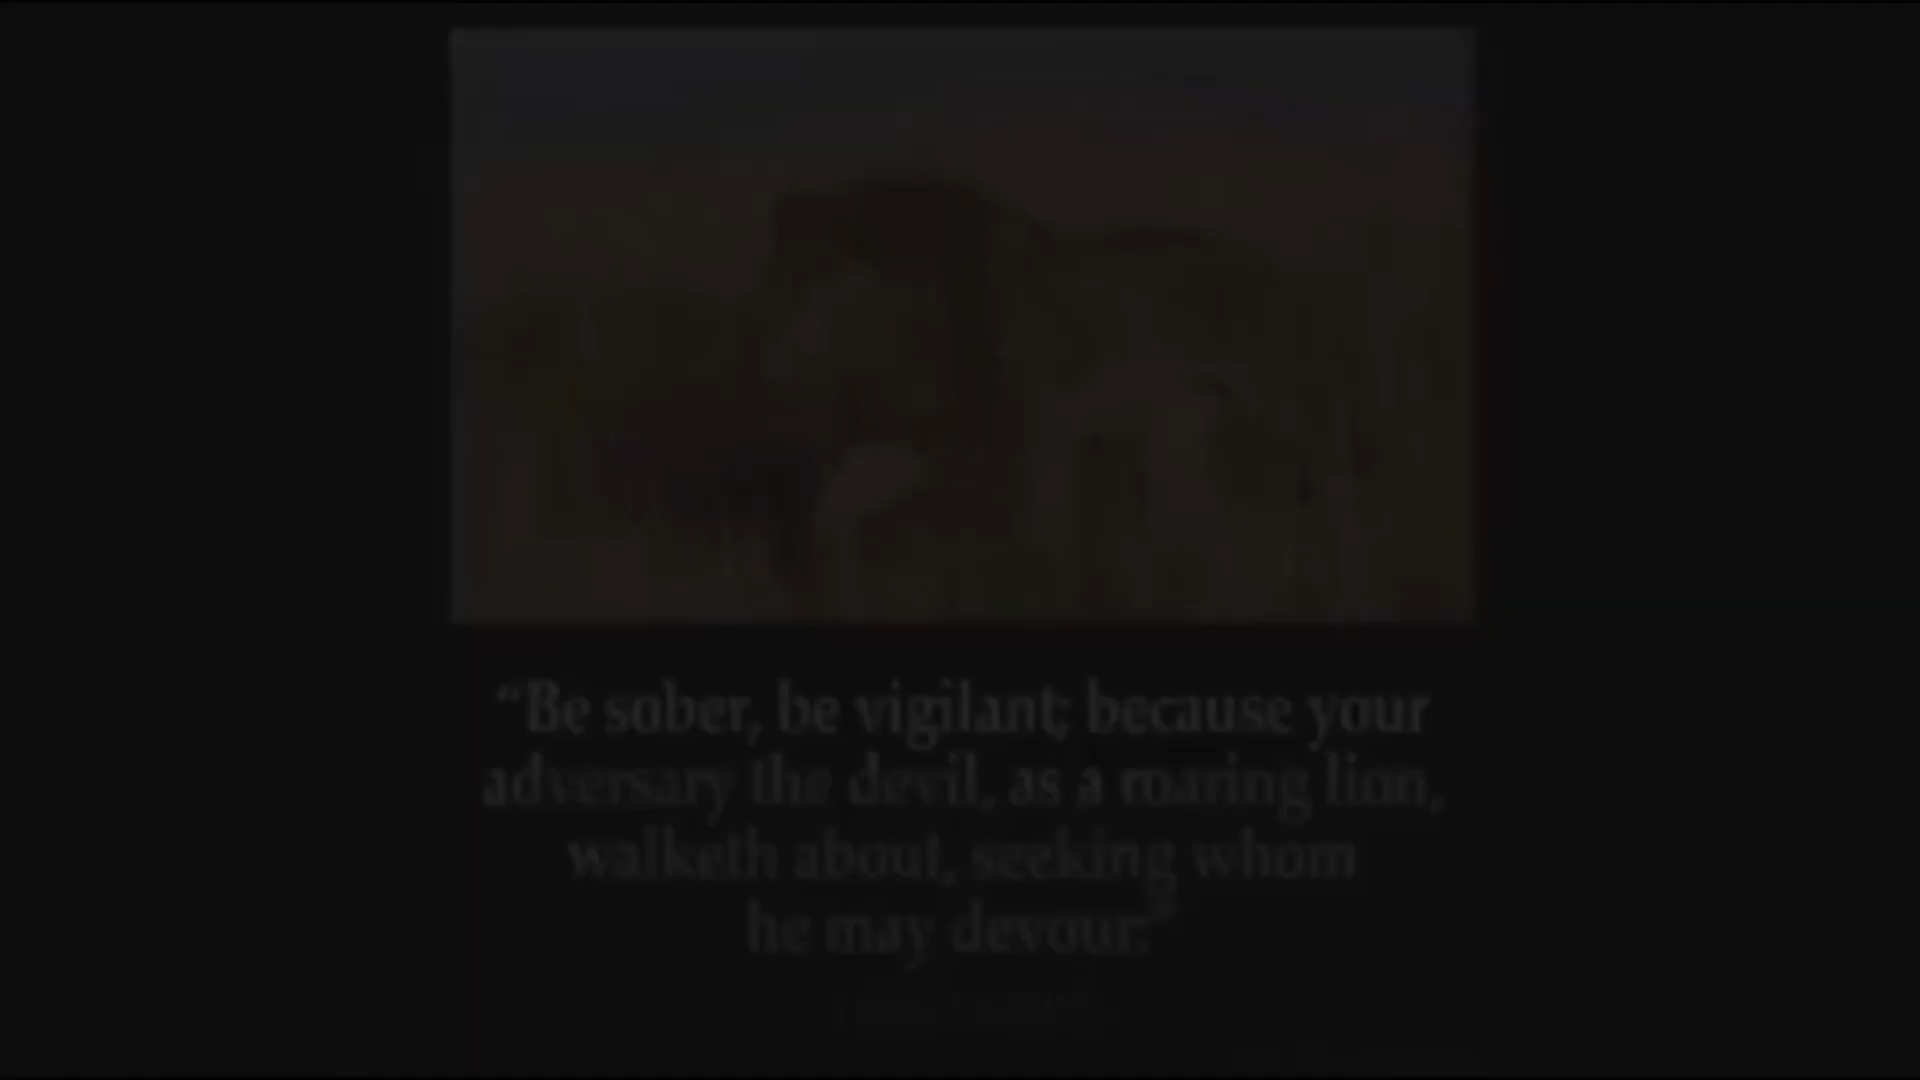 “Be sober, be vigilant; because your
adversary the devil, as a roaring lion,
walketh about, seeking whom
he may devour.”